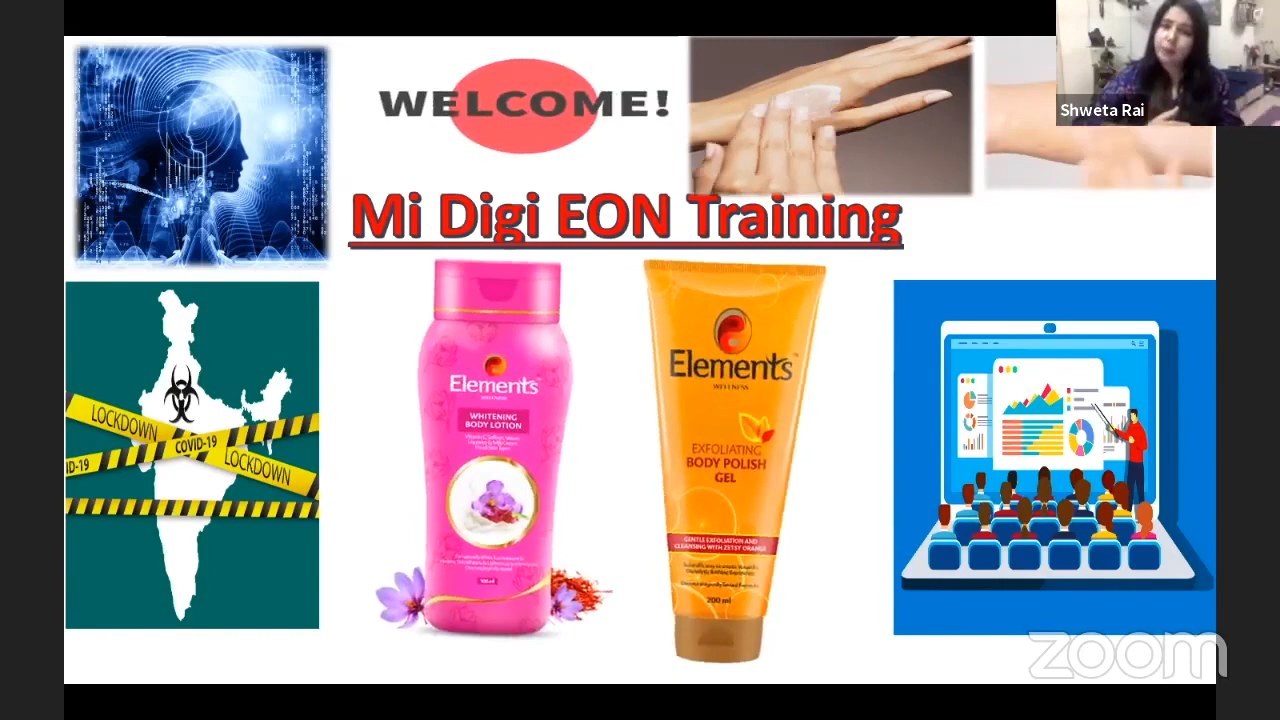 WELCOME!
Shweta Rai
Mi Digi EON Training
LOCKDOWN
COVID-19
LOCKDOWN
ID-19
Elements
WELLNESS
WHITENING
BODY LOTION
Elements
WELLNESS
EXFOLIATING
BODY POLISH
GEL
GENTLE EXFOLIATION AND
CLEANSING WITH ZETSY ORANGE
200 ml
zoom